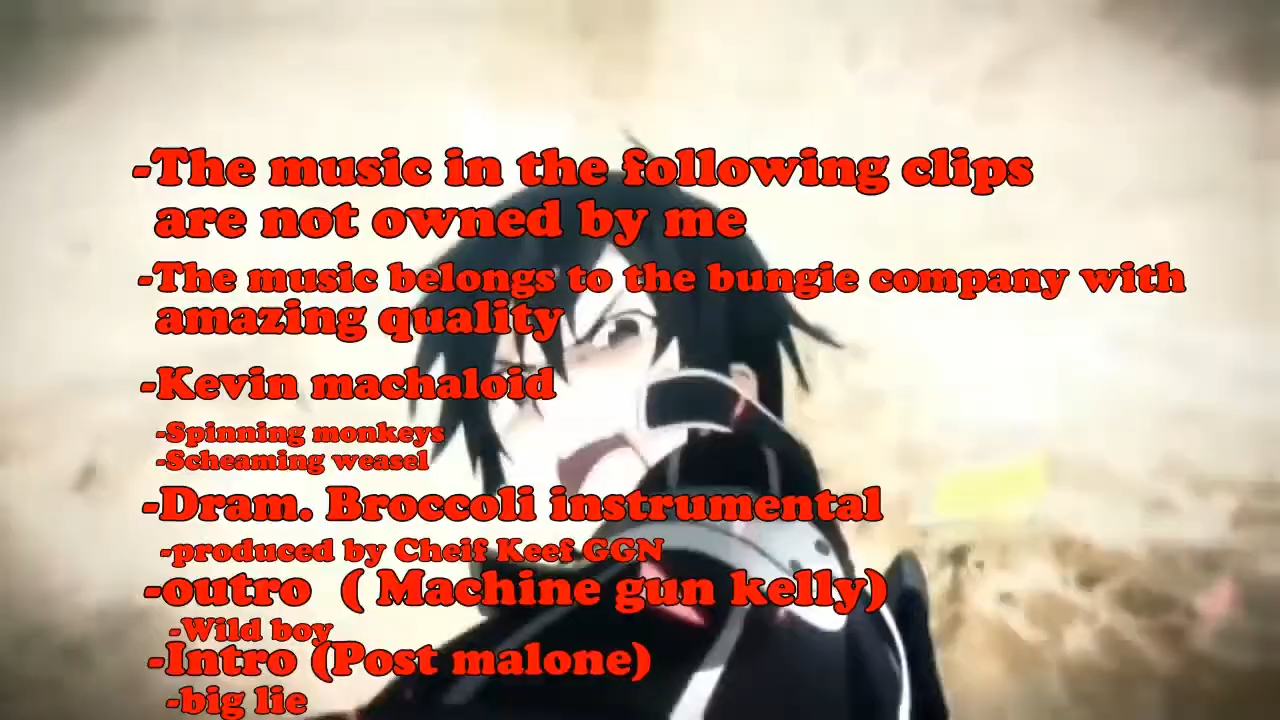 -The music in the following clips
are not owned by me
-The music belongs to the bungie company with
amazing quality
-Kevin machaloid
-Spinning monkeys
-Scheaming weasel
-Dram. Broccoli instrumental
-produced by Cheif Keef GGN
-outro ( Machine gun kelly)
-Wild boy
-Intro (Post malone)
-big lie